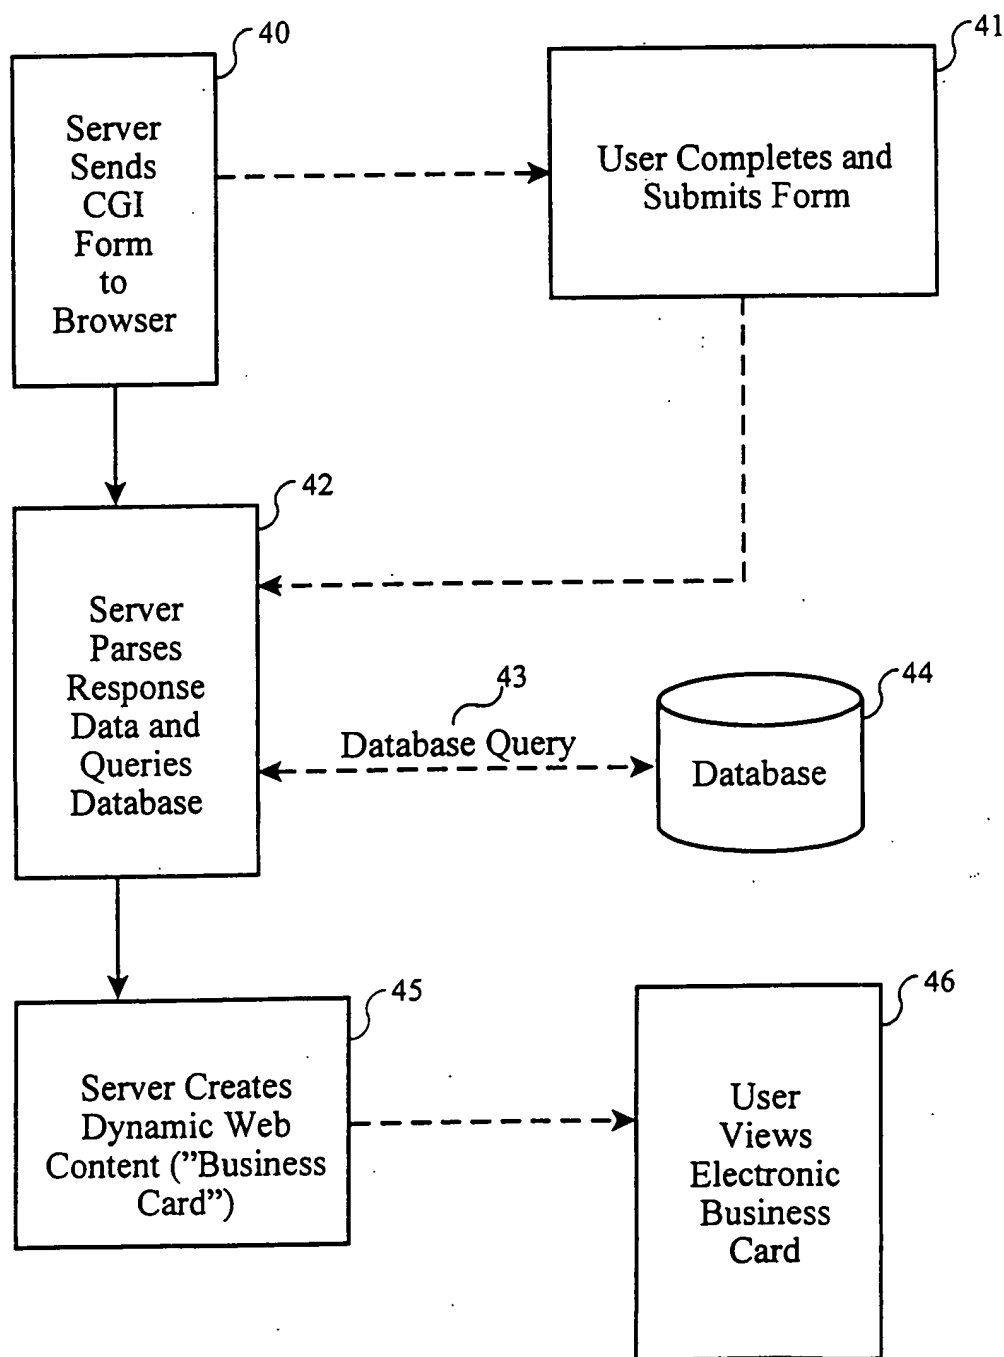 40
Server
Sends
CGI
Form
to
Browser
41
User Completes and
Submits Form
42
Server
Parses
Response
Data and
Queries
Database
43
Database Query
44
Database
45
Server Creates
Dynamic Web
Content (”Business
Card”)
46
User
Views
Electronic
Business
Card